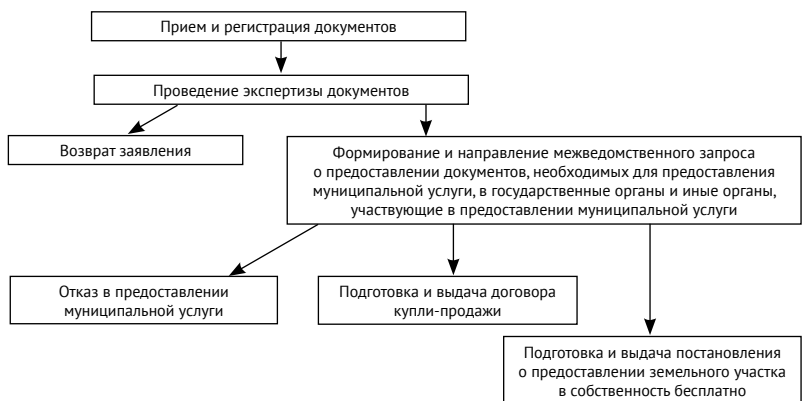 Прием и регистрация документов
Проведение экспертизы документов
Возврат заявления
Формирование и направление межведомственного запроса
о предоставлении документов, необходимых для предоставления
муниципальной услуги, в государственные органы и иные органы,
участвующие в предоставлении муниципальной услуги
Отказ в предоставлении
муниципальной услуги
Подготовка и выдача договора
купли-продажи
Подготовка и выдача постановления
о предоставлении земельного участка
в собственность бесплатно